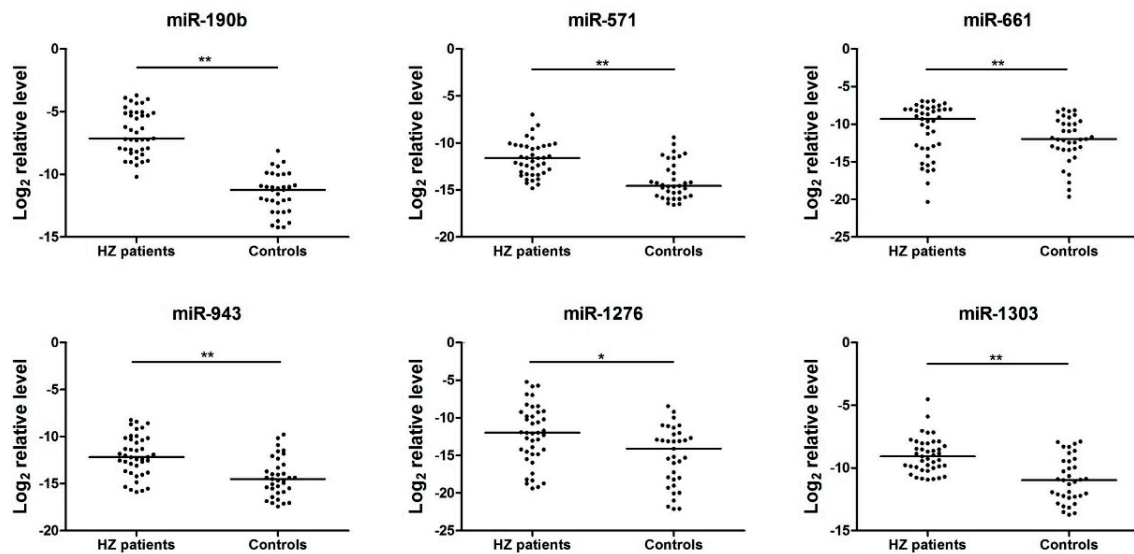 miR-190b
Log2 relative level
0
-5
-10
-15
**
HZ patients
Controls
miR-571
Log2 relative level
0
-5
-10
-15
-20
**
HZ patients
Controls
miR-661
Log2 relative level
0
-5
-10
-15
-20
-25
**
HZ patients
Controls
miR-943
Log2 relative level
0
-5
-10
-15
-20
**
HZ patients
Controls
miR-1276
Log2 relative level
0
-5
-10
-15
-20
-25
*
HZ patients
Controls
miR-1303
Log2 relative level
0
-5
-10
-15
**
HZ patients
Controls